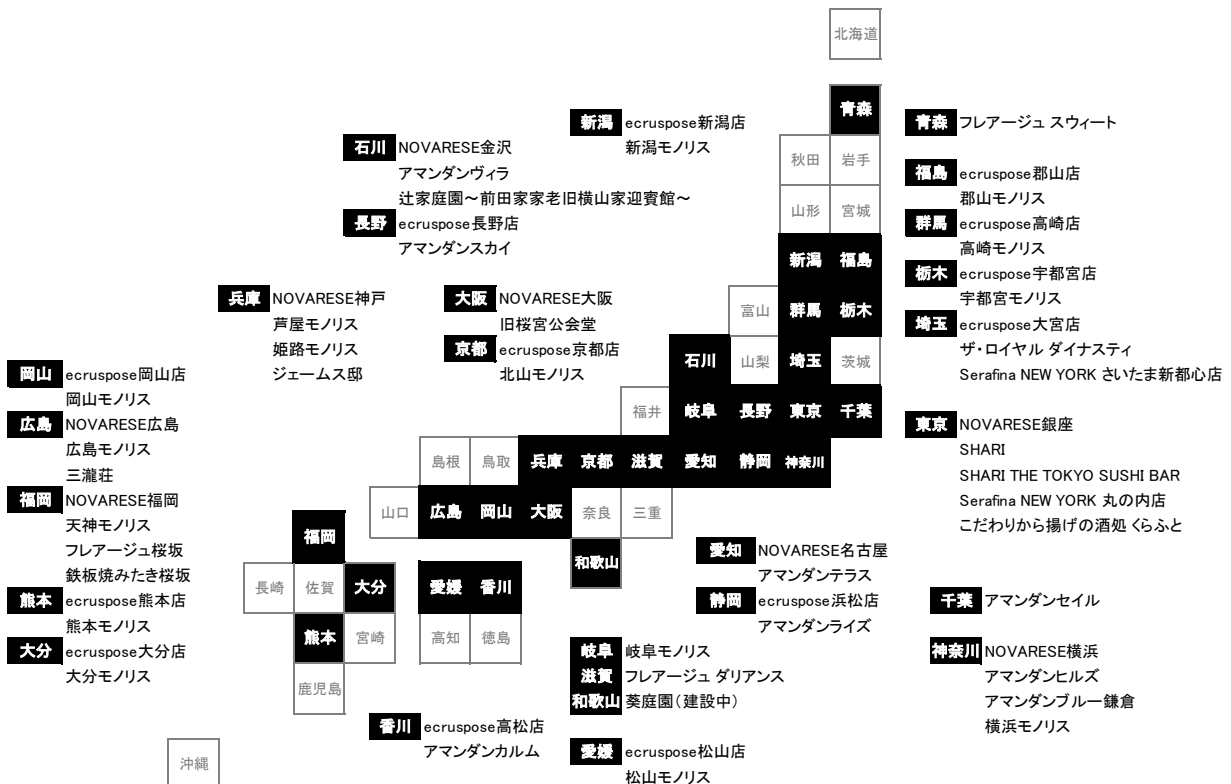 北海道
青森
秋田 岩手
山形 宮城
新潟 福島
富山 群馬 栃木
石川 山梨 埼玉 茨城
福井 岐阜 長野 東京 千葉
島根 鳥取 兵庫 京都 滋賀 愛知 静岡 神奈川
山口 広島 岡山 大阪 奈良 三重
福岡 和歌山
長崎 佐賀 大分 愛媛 香川
熊本 宮崎 高知 徳島
鹿児島
沖縄
新潟 ecruspose新潟店
新潟モノリス
石川 NOVARESE金沢
アマンダンヴィラ
辻家庭園~前田家家老旧横山家迎賓館~
長野 ecruspose長野店
アマンダンスカイ
兵庫 NOVARESE神戸
芦屋モノリス
姫路モノリス
ジェームス邸
大阪 NOVARESE大阪
旧桜宮公会堂
京都 ecruspose京都店
北山モノリス
岡山 ecruspose岡山店
岡山モノリス
広島 NOVARESE広島
広島モノリス
三瀧荘
福岡 NOVARESE福岡
天神モノリス
フレアージュ桜坂
鉄板焼みたき桜坂
熊本 ecruspose熊本店
熊本モノリス
大分 ecruspose大分店
大分モノリス
青森 フレアージュ スウィート
福島 ecruspose郡山店
郡山モノリス
群馬 ecruspose高崎店
高崎モノリス
栃木 ecruspose宇都宮店
宇都宮モノリス
埼玉 ecruspose大宮店
ザ・ロイヤル ダイナスティ
Serafina NEW YORK さいたま新都心店
東京 NOVARESE銀座
SHARI
SHARI THE TOKYO SUSHI BAR
Serafina NEW YORK 丸の内店
こだわりから揚げの酒処 くらふと
愛知 NOVARESE名古屋
アマンダンテラス
静岡 ecruspose浜松店
アマンダンライズ
千葉 アマンダンセイル
神奈川 NOVARESE横浜
アマンダンヒルズ
アマンダンブルー鎌倉
横浜モノリス
岐阜 岐阜モノリス
滋賀 フレアージュ ダリアンス
和歌山 葵庭園(建設中)
香川 ecruspose高松店
アマンダンカルム
愛媛 ecruspose松山店
松山モノリス